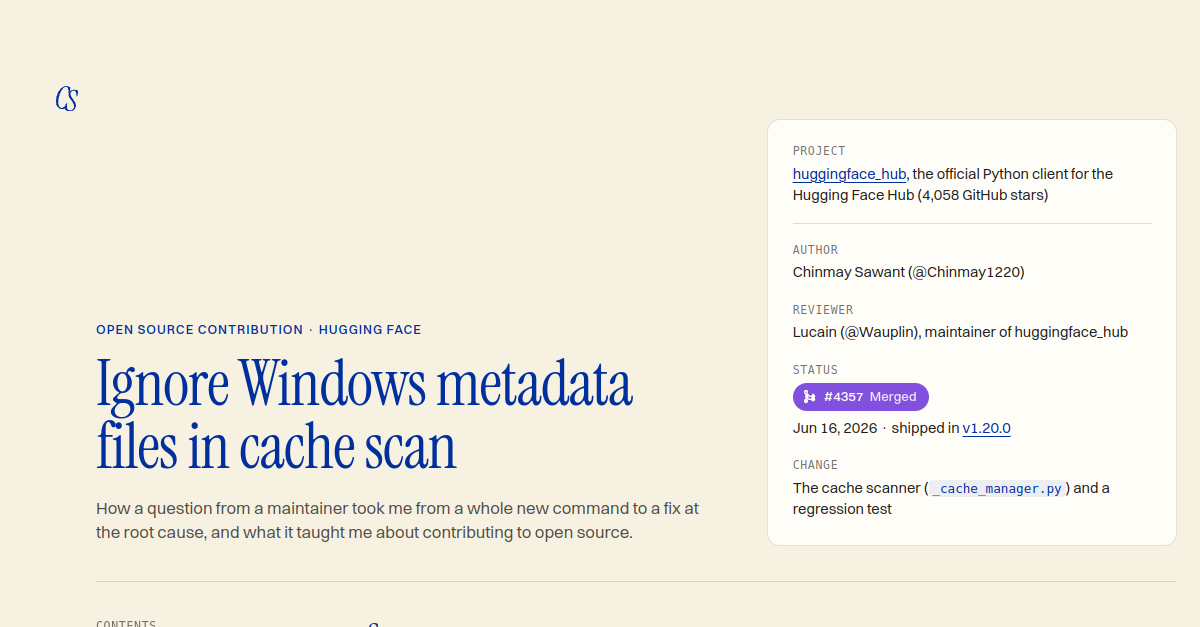 CS
OPEN SOURCE CONTRIBUTION · HUGGING FACE
Ignore Windows metadata
files in cache scan
How a question from a maintainer took me from a whole new command to a fix at
the root cause, and what it taught me about contributing to open source.
PROJECT
huggingface_hub, the official Python client for the
Hugging Face Hub (4,058 GitHub stars)
AUTHOR
Chinmay Sawant (@Chinmay1220)
REVIEWER
Lucain (@Wauplin), maintainer of huggingface_hub
STATUS
#4357 Merged
Jun 16, 2026 · shipped in v1.20.0
CHANGE
The cache scanner (_cache_manager.py) and a
regression test
CONTENTS